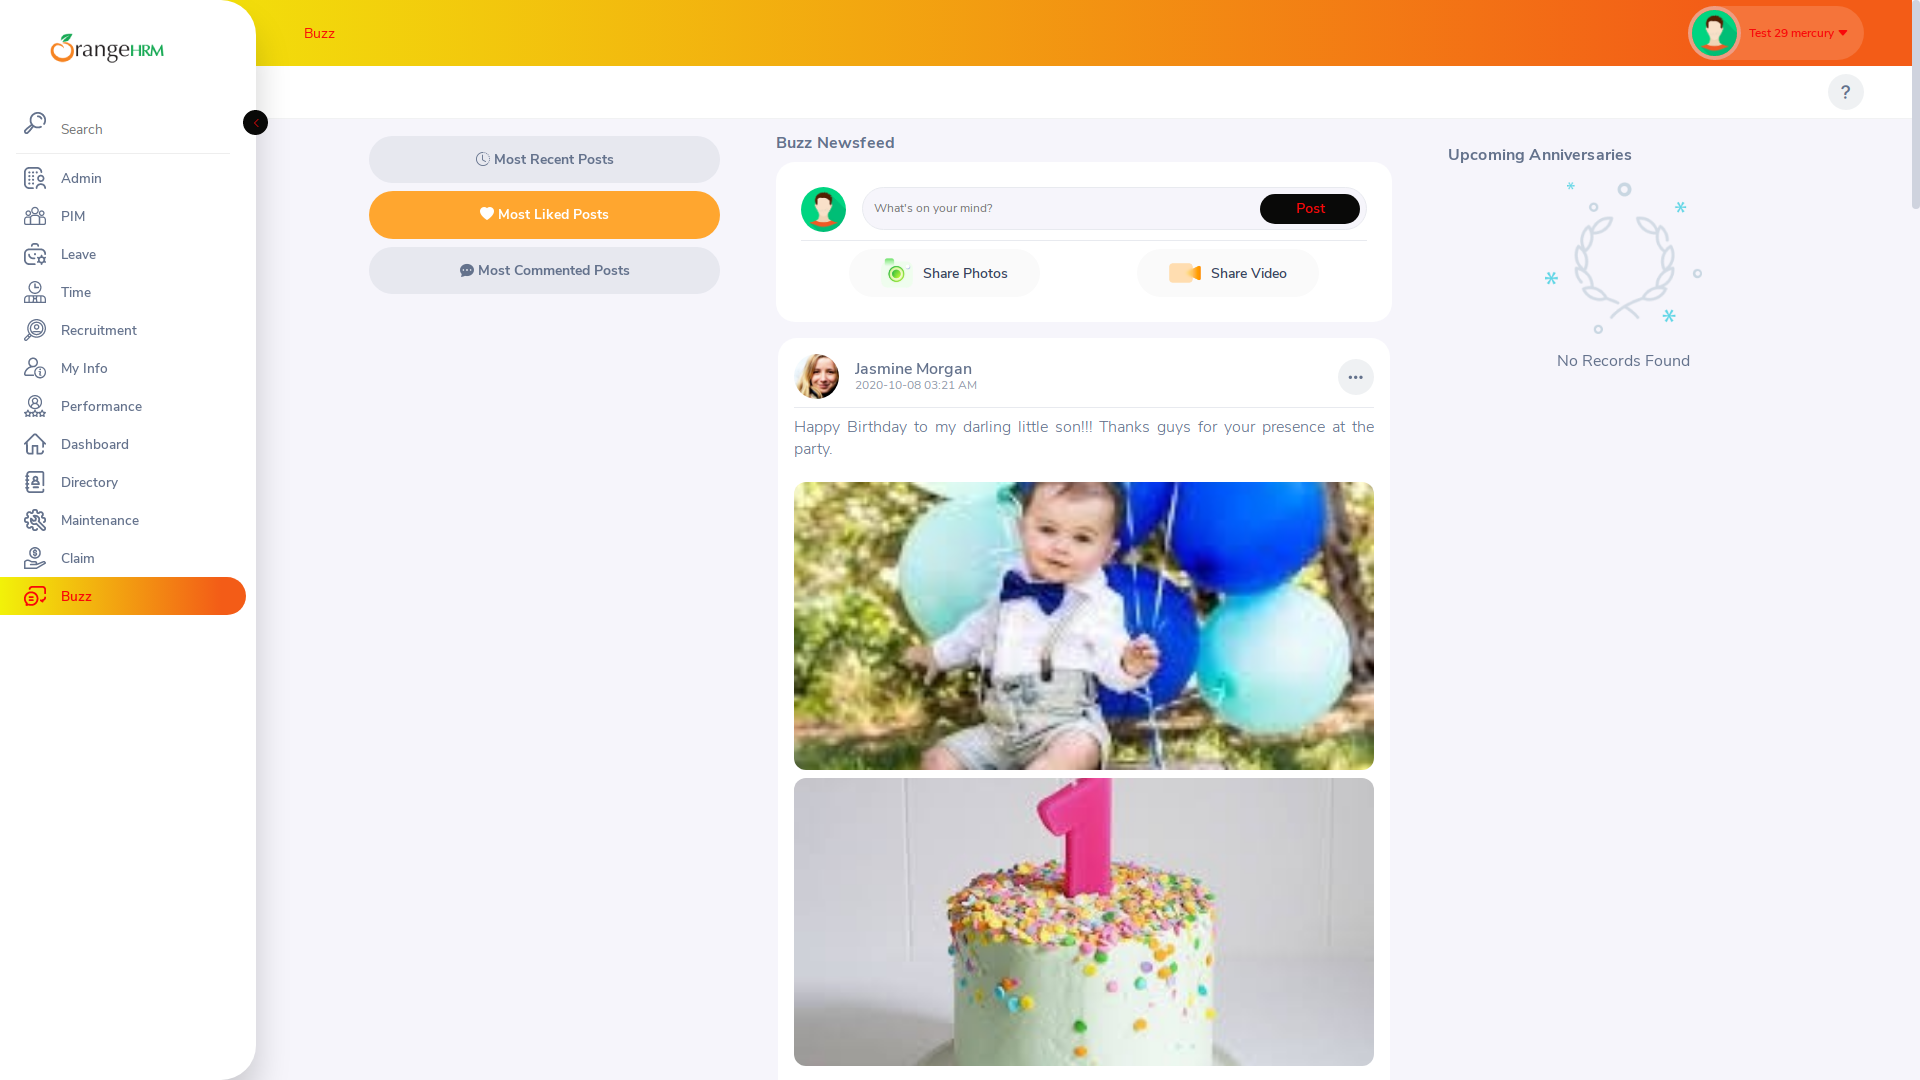 OrangeHRM
Search
Admin
PIM
Leave
Time
Recruitment
My Info
Performance
Dashboard
Directory
Maintenance
Claim
Buzz
Buzz
Test 29 mercury
?
Most Recent Posts
Most Liked Posts
Most Commented Posts
Buzz Newsfeed
What's on your mind?
Post
Share Photos
Share Video
Jasmine Morgan
2020-10-08 03:21 AM
Happy Birthday to my darling little son!!! Thanks guys for your presence at the
party.
1
Upcoming Anniversaries
No Records Found